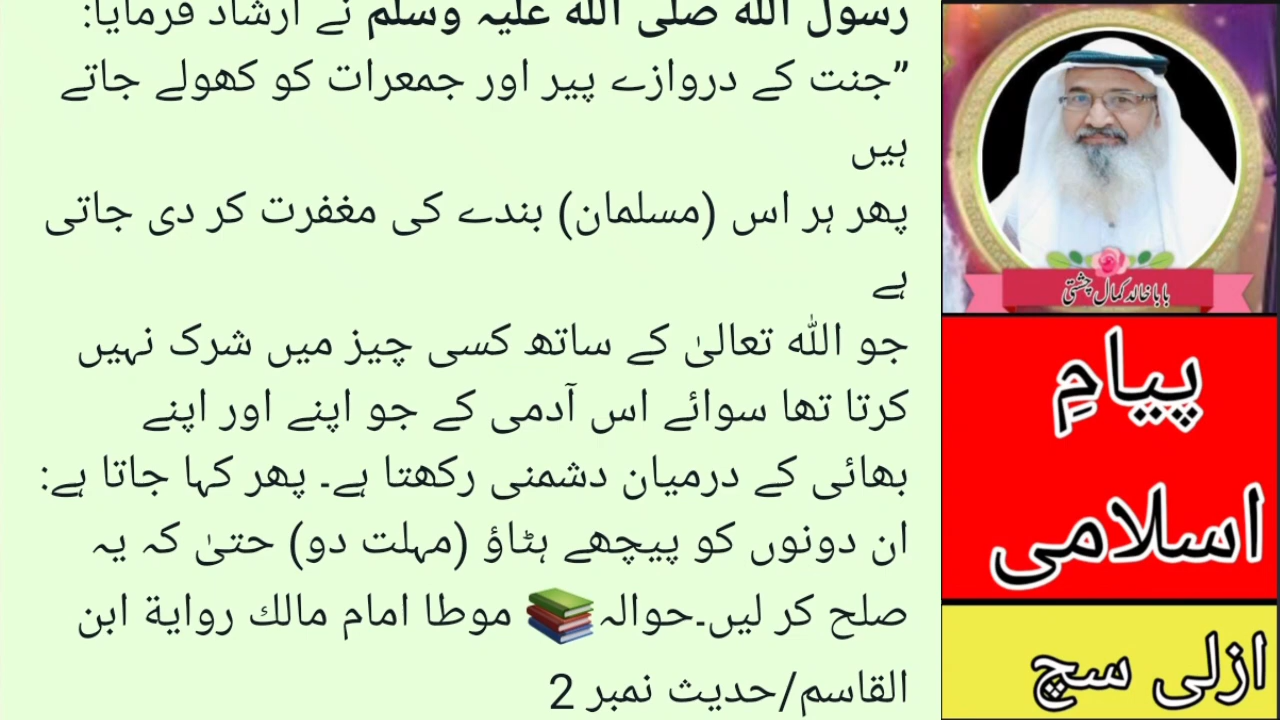 رسول اللہ صلی اللہ علیہ وسلم نے ارشاد فرمایا:
”جنت کے دروازے پیر اور جمعرات کو کھولے جاتے
ہیں
پھر ہر اس (مسلمان) بندے کی مغفرت کر دی جاتی
ہے
جو اللہ تعالیٰ کے ساتھ کسی چیز میں شرک نہیں
کرتا تھا سوائے اس آدمی کے جو اپنے اور اپنے
بھائی کے درمیان دشمنی رکھتا ہے۔ پھر کہا جاتا ہے:
ان دونوں کو پیچھے ہٹاؤ (مہلت دو) حتیٰ کہ یہ
صلح کر لیں۔حوالہ📚 موطا امام مالك رواية ابن
القاسم/حدیث نمبر 2
بابا خالد کمال چشتی
پیامِ
اسلامی
ازلی سچ